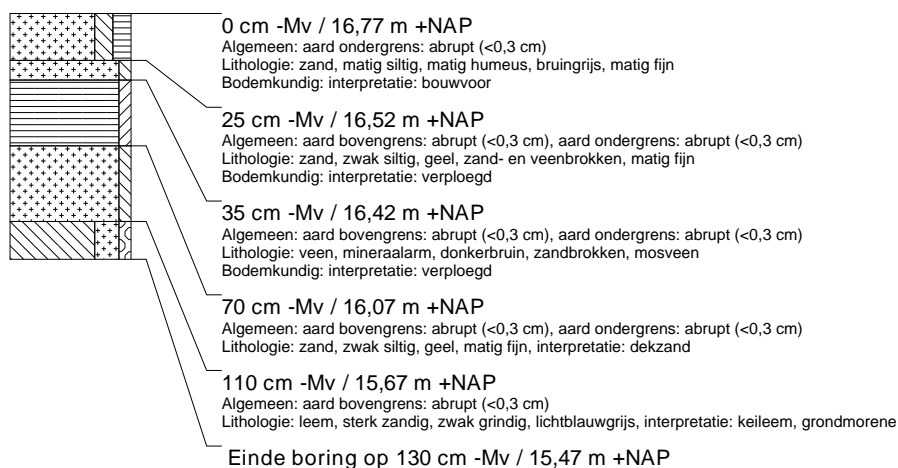 0 cm -Mv / 16,77 m +NAP
Algemeen: aard ondergrens: abrupt (<0,3 cm)
Lithologie: zand, matig siltig, matig humeus, bruingrijs, matig fijn
Bodemkundig: interpretatie: bouwvoor
25 cm -Mv / 16,52 m +NAP
Algemeen: aard bovengrens: abrupt (<0,3 cm), aard ondergrens: abrupt (<0,3 cm)
Lithologie: zand, zwak siltig, geel, zand- en veenbrokken, matig fijn
Bodemkundig: interpretatie: verploegd
35 cm -Mv / 16,42 m +NAP
Algemeen: aard bovengrens: abrupt (<0,3 cm), aard ondergrens: abrupt (<0,3 cm)
Lithologie: veen, mineraalarm, donkerbruin, zandbrokken, mosveen
Bodemkundig: interpretatie: verploegd
70 cm -Mv / 16,07 m +NAP
Algemeen: aard bovengrens: abrupt (<0,3 cm), aard ondergrens: abrupt (<0,3 cm)
Lithologie: zand, zwak siltig, geel, matig fijn, interpretatie: dekzand
110 cm -Mv / 15,67 m +NAP
Algemeen: aard bovengrens: abrupt (<0,3 cm)
Lithologie: leem, sterk zandig, zwak grindig, lichtblauwgrijs, interpretatie: keileem, grondmorene
Einde boring op 130 cm -Mv / 15,47 m +NAP